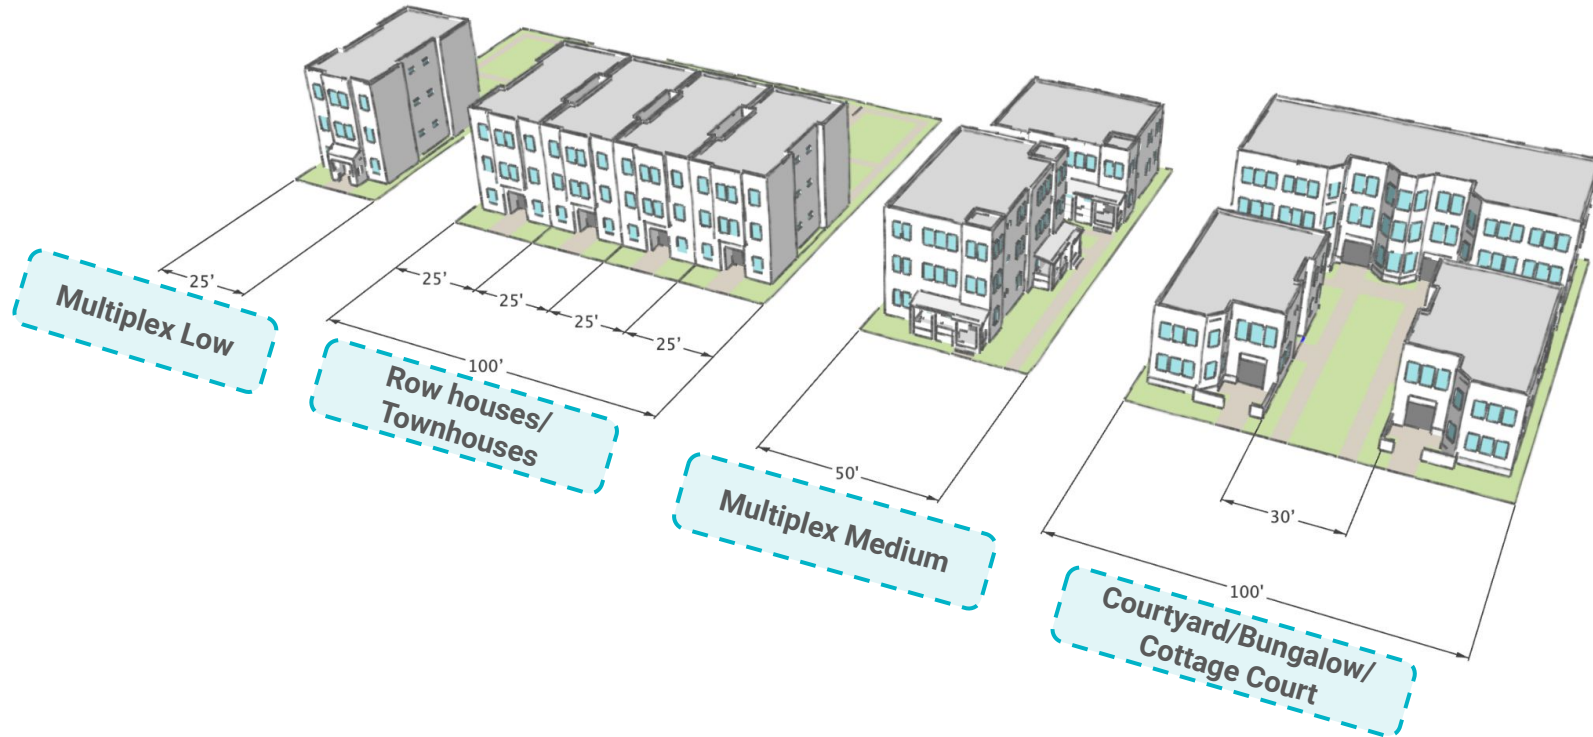 25'
Multiplex Low
25'
25'
25'
25'
100'
Row houses/
Townhouses
50'
Multiplex Medium
30'
100'
Courtyard/Bungalow/
Cottage Court